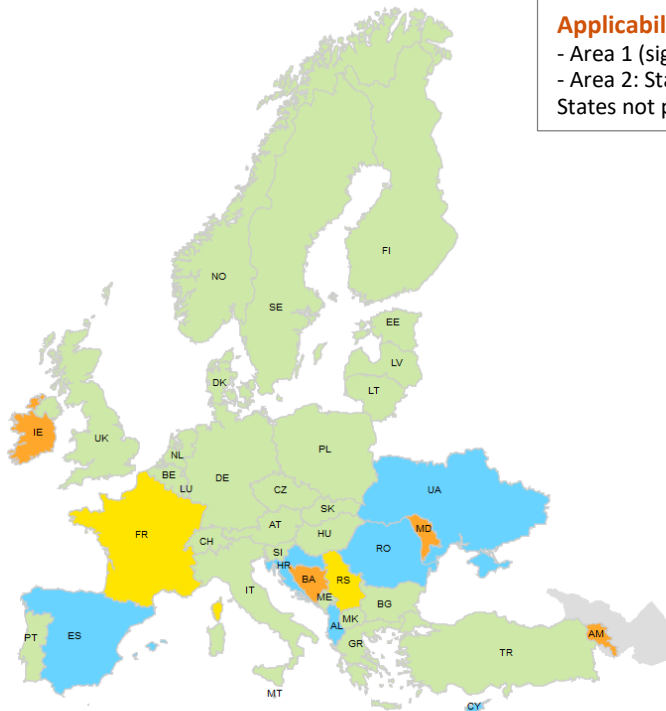 Applicabil
- Area 1 (sig
- Area 2: Sta
States not p
FI
NO
SE
EE
LV
DK
LT
IE
UK
NL
PL
BE
DE
LU
UA
CZ
SK
MD
FR
AT
CH
HU
RO
SI
HR
BA
RS
IT
ME
BG
PT
ES
AL
MK
AM
GR
TR
MT
CY